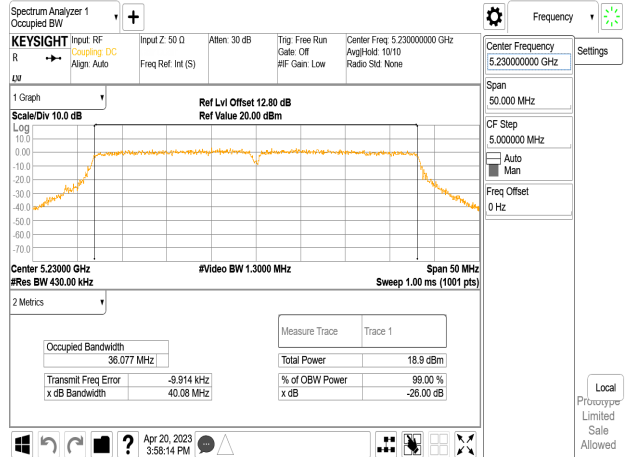 Spectrum Analyzer 1
Occupied BW
Frequency
KEYSIGHT
R
LXI
Input: RF
Coupling: DC
Align: Auto
Input Z: 50 Ω
Freq Ref: Int (S)
Atten: 30 dB
Trig: Free Run
Gate: Off
#IF Gain: Low
Center Freq: 5.230000000 GHz
Avg|Hold: 10/10
Radio Std: None
Center Frequency
5.230000000 GHz
Settings
Span
50.000 MHz
CF Step
5.000000 MHz
Auto
Man
Freq Offset
0 Hz
1 Graph
Scale/Div 10.0 dB
Ref Lvl Offset 12.80 dB
Ref Value 20.00 dBm
Log
10.0
0.00
-10.0
-20.0
-30.0
-40.0
-50.0
-60.0
-70.0
Center 5.23000 GHz
#Res BW 430.00 kHz
#Video BW 1.3000 MHz
Span 50 MHz
Sweep 1.00 ms (1001 pts)
2 Metrics
Measure Trace Trace 1
Occupied Bandwidth
36.077 MHz
Total Power 18.9 dBm
Transmit Freq Error -9.914 kHz
% of OBW Power 99.00 %
x dB Bandwidth 40.08 MHz
x dB -26.00 dB
Local
Prototype
Limited
Sale
Allowed
?
Apr 20, 2023
3:58:14 PM